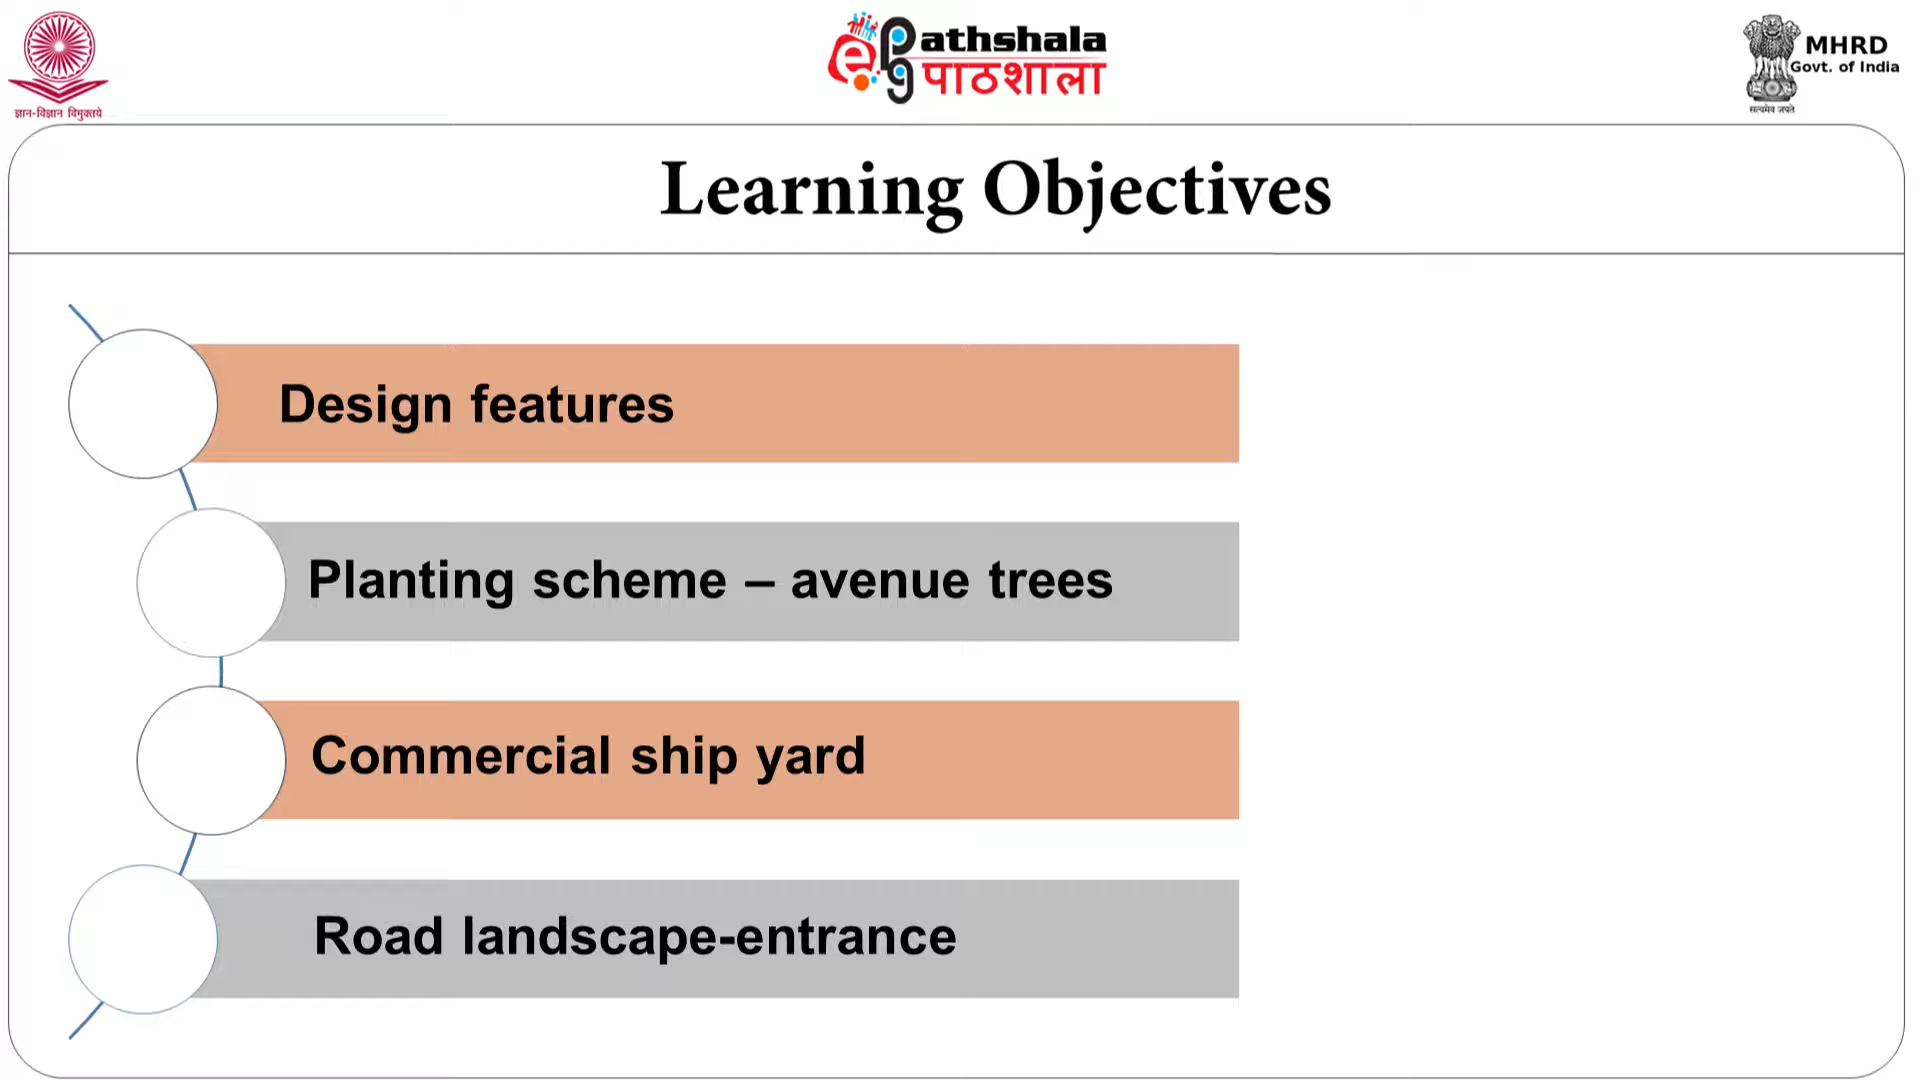 ज्ञान-विज्ञान विमुक्तये
ePG
athshala
पाठशाला
MHRD
Govt. of India
सत्यमेव जयते
Learning Objectives
Design features
Planting scheme – avenue trees
Commercial ship yard
Road landscape-entrance